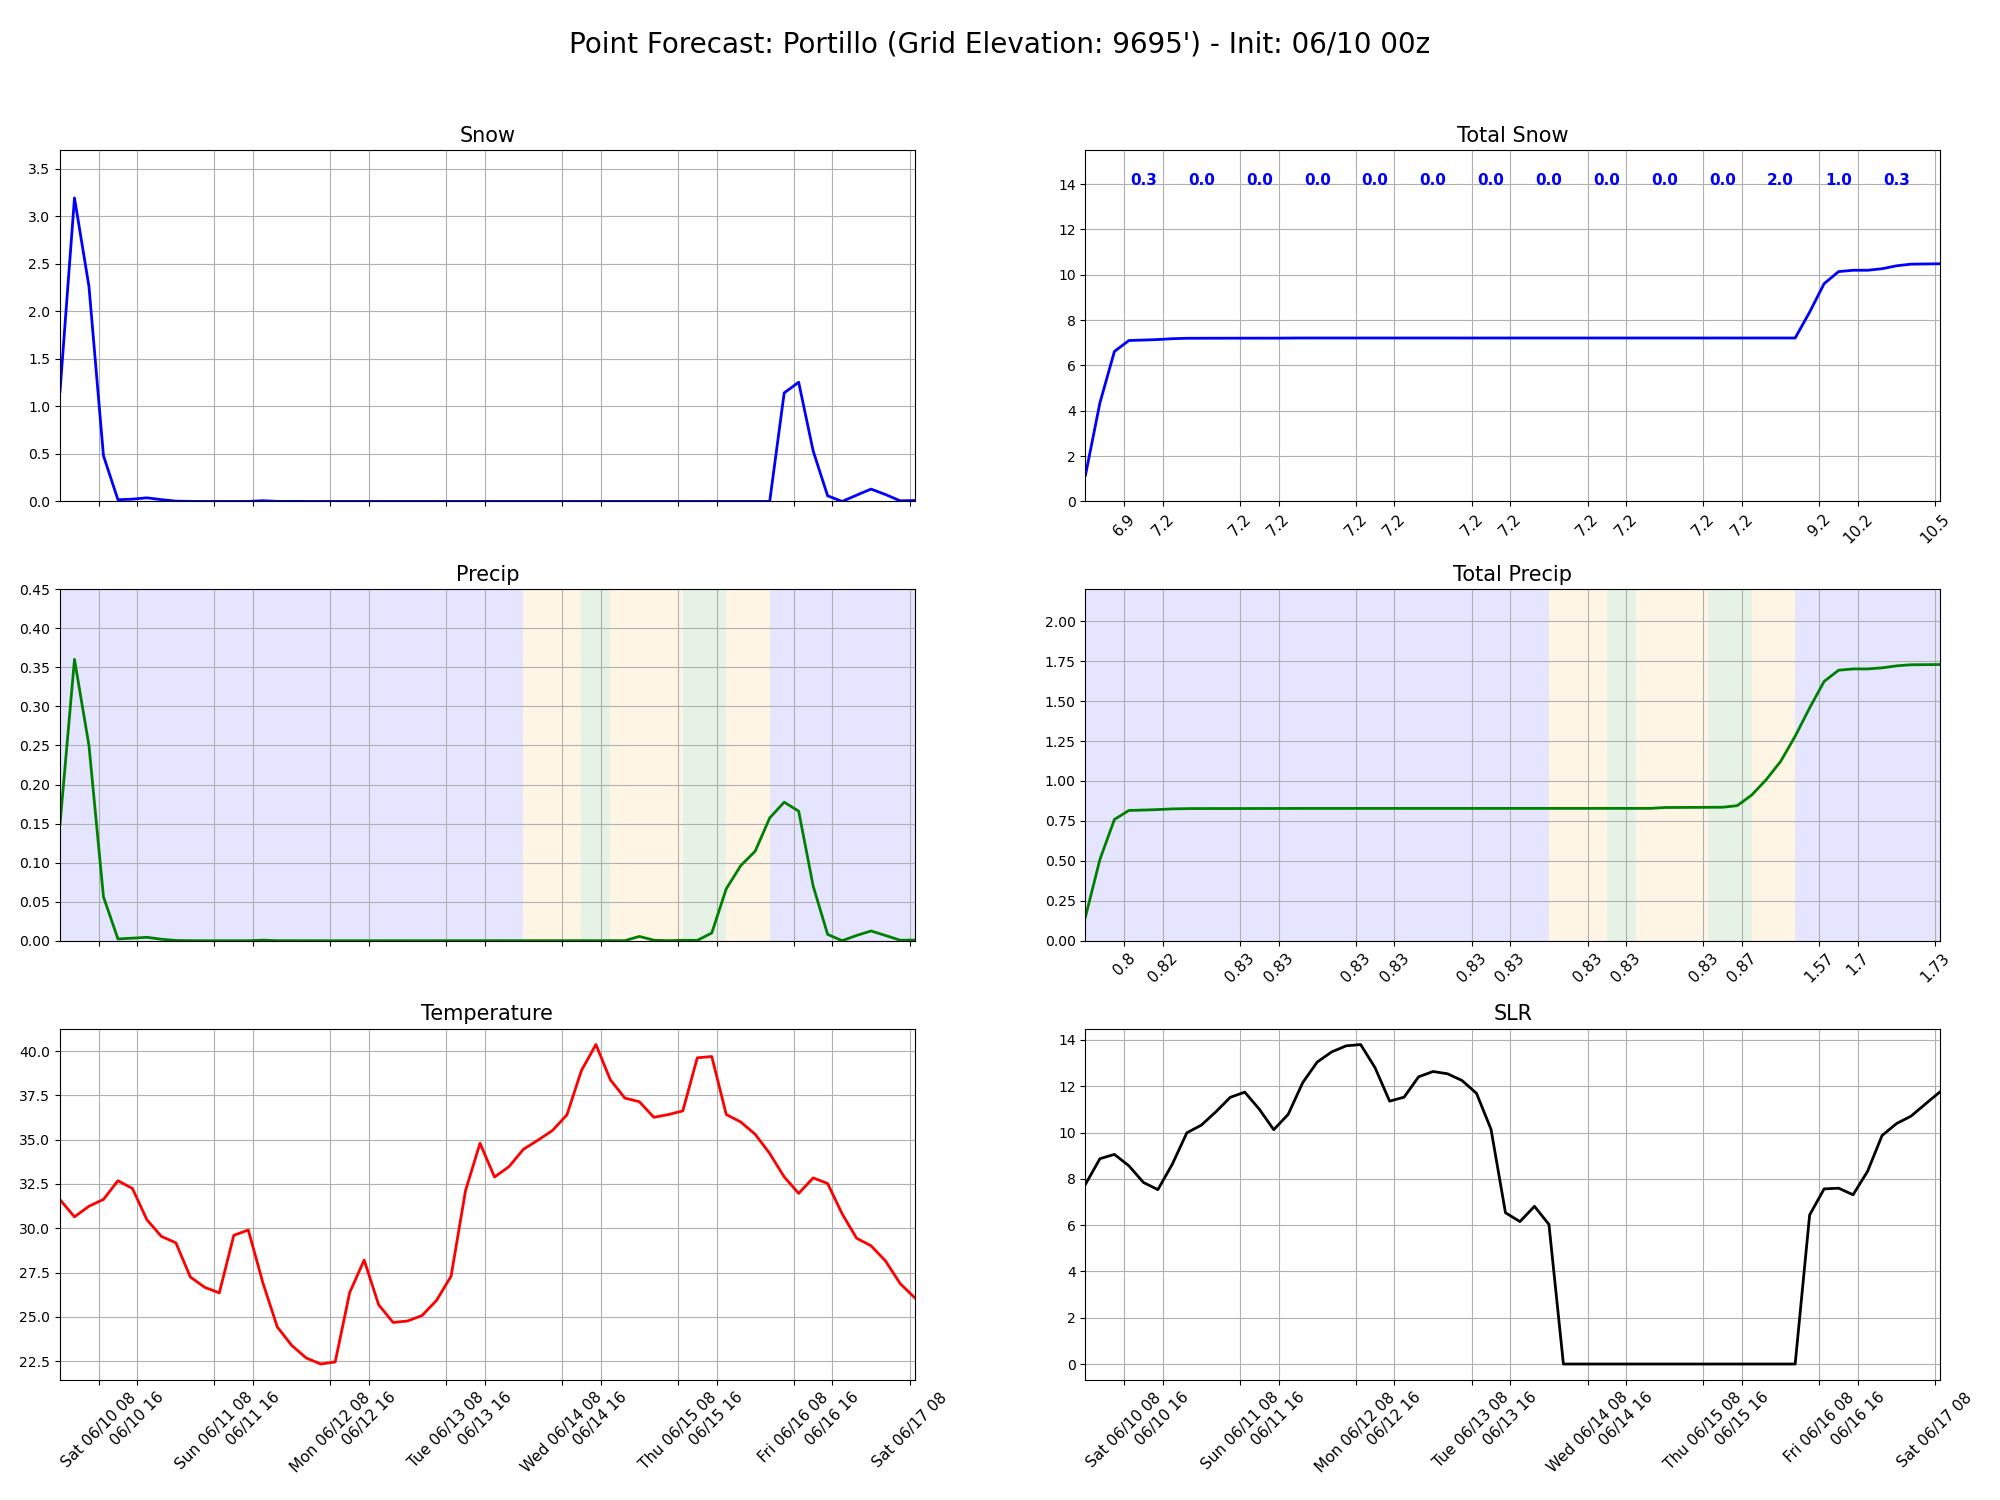 Point Forecast: Portillo (Grid Elevation: 9695') - Init: 06/10 00z
Snow
3.5
3.0
2.5
2.0
1.5
1.0
0.5
0.0
Total Snow
0.3 0.0 0.0 0.0 0.0 0.0 0.0 0.0 0.0 0.0 0.0 2.0 1.0 0.3
14
12
10
8
6
4
2
0
6.9 7.2 7.2 7.2 7.2 7.2 7.2 7.2 7.2 7.2 7.2 7.2 9.2 10.2 10.5
Precip
0.45
0.40
0.35
0.30
0.25
0.20
0.15
0.10
0.05
0.00
Total Precip
2.00
1.75
1.50
1.25
1.00
0.75
0.50
0.25
0.00
0.8 0.82 0.83 0.83 0.83 0.83 0.83 0.83 0.83 0.83 0.83 0.87 1.57 1.7 1.73
Temperature
40.0
37.5
35.0
32.5
30.0
27.5
25.0
22.5
Sat 06/10 08
06/10 16
Sun 06/11 08
06/11 16
Mon 06/12 08
06/12 16
Tue 06/13 08
06/13 16
Wed 06/14 08
06/14 16
Thu 06/15 08
06/15 16
Fri 06/16 08
06/16 16
Sat 06/17 08
SLR
14
12
10
8
6
4
2
0
Sat 06/10 08
06/10 16
Sun 06/11 08
06/11 16
Mon 06/12 08
06/12 16
Tue 06/13 08
06/13 16
Wed 06/14 08
06/14 16
Thu 06/15 08
06/15 16
Fri 06/16 08
06/16 16
Sat 06/17 08